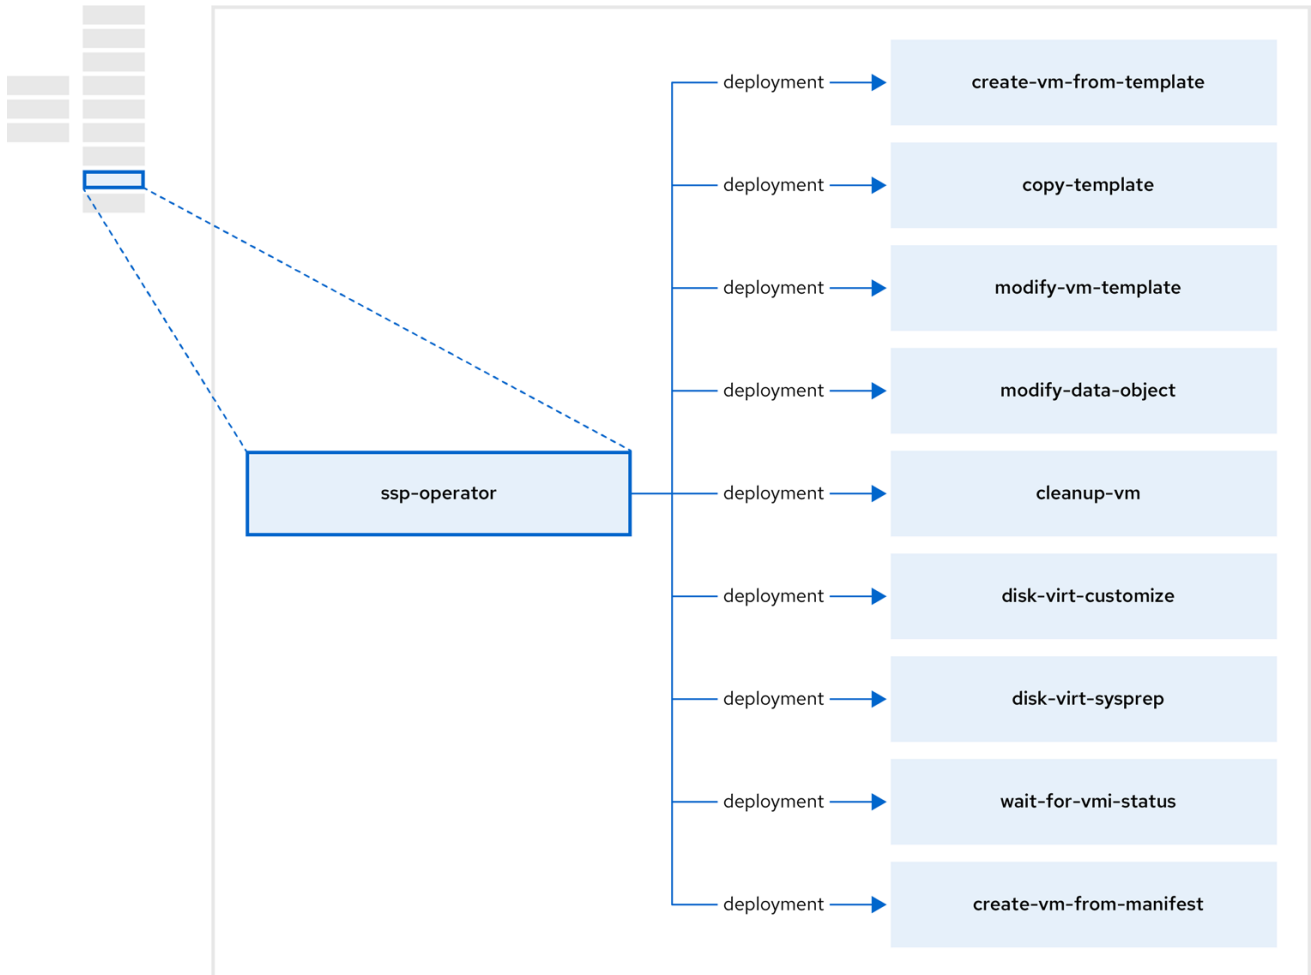 deployment create-vm-from-template
deployment copy-template
deployment modify-vm-template
deployment modify-data-object
ssp-operator deployment cleanup-vm
deployment disk-virt-customize
deployment disk-virt-sysprep
deployment wait-for-vmi-status
deployment create-vm-from-manifest